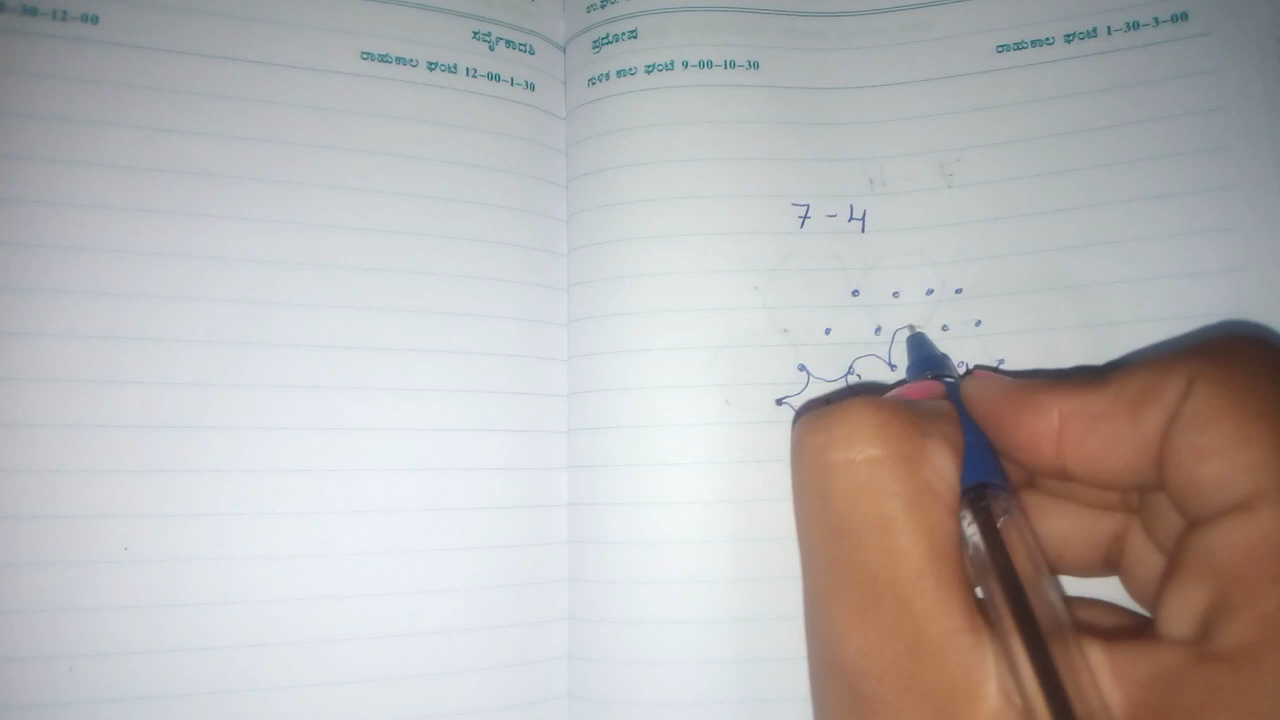 30-12-00
ಸರ್ವೈಕಾದಶಿ
ರಾಹುಕಾಲ ಘಂಟೆ 12-00-1-30
ಪ್ರದೋಷ
ಗುಳಿಕ ಕಾಲ ಘಂಟೆ 9-00-10-30
ರಾಹುಕಾಲ ಘಂಟೆ 1-30-3-00
7-4